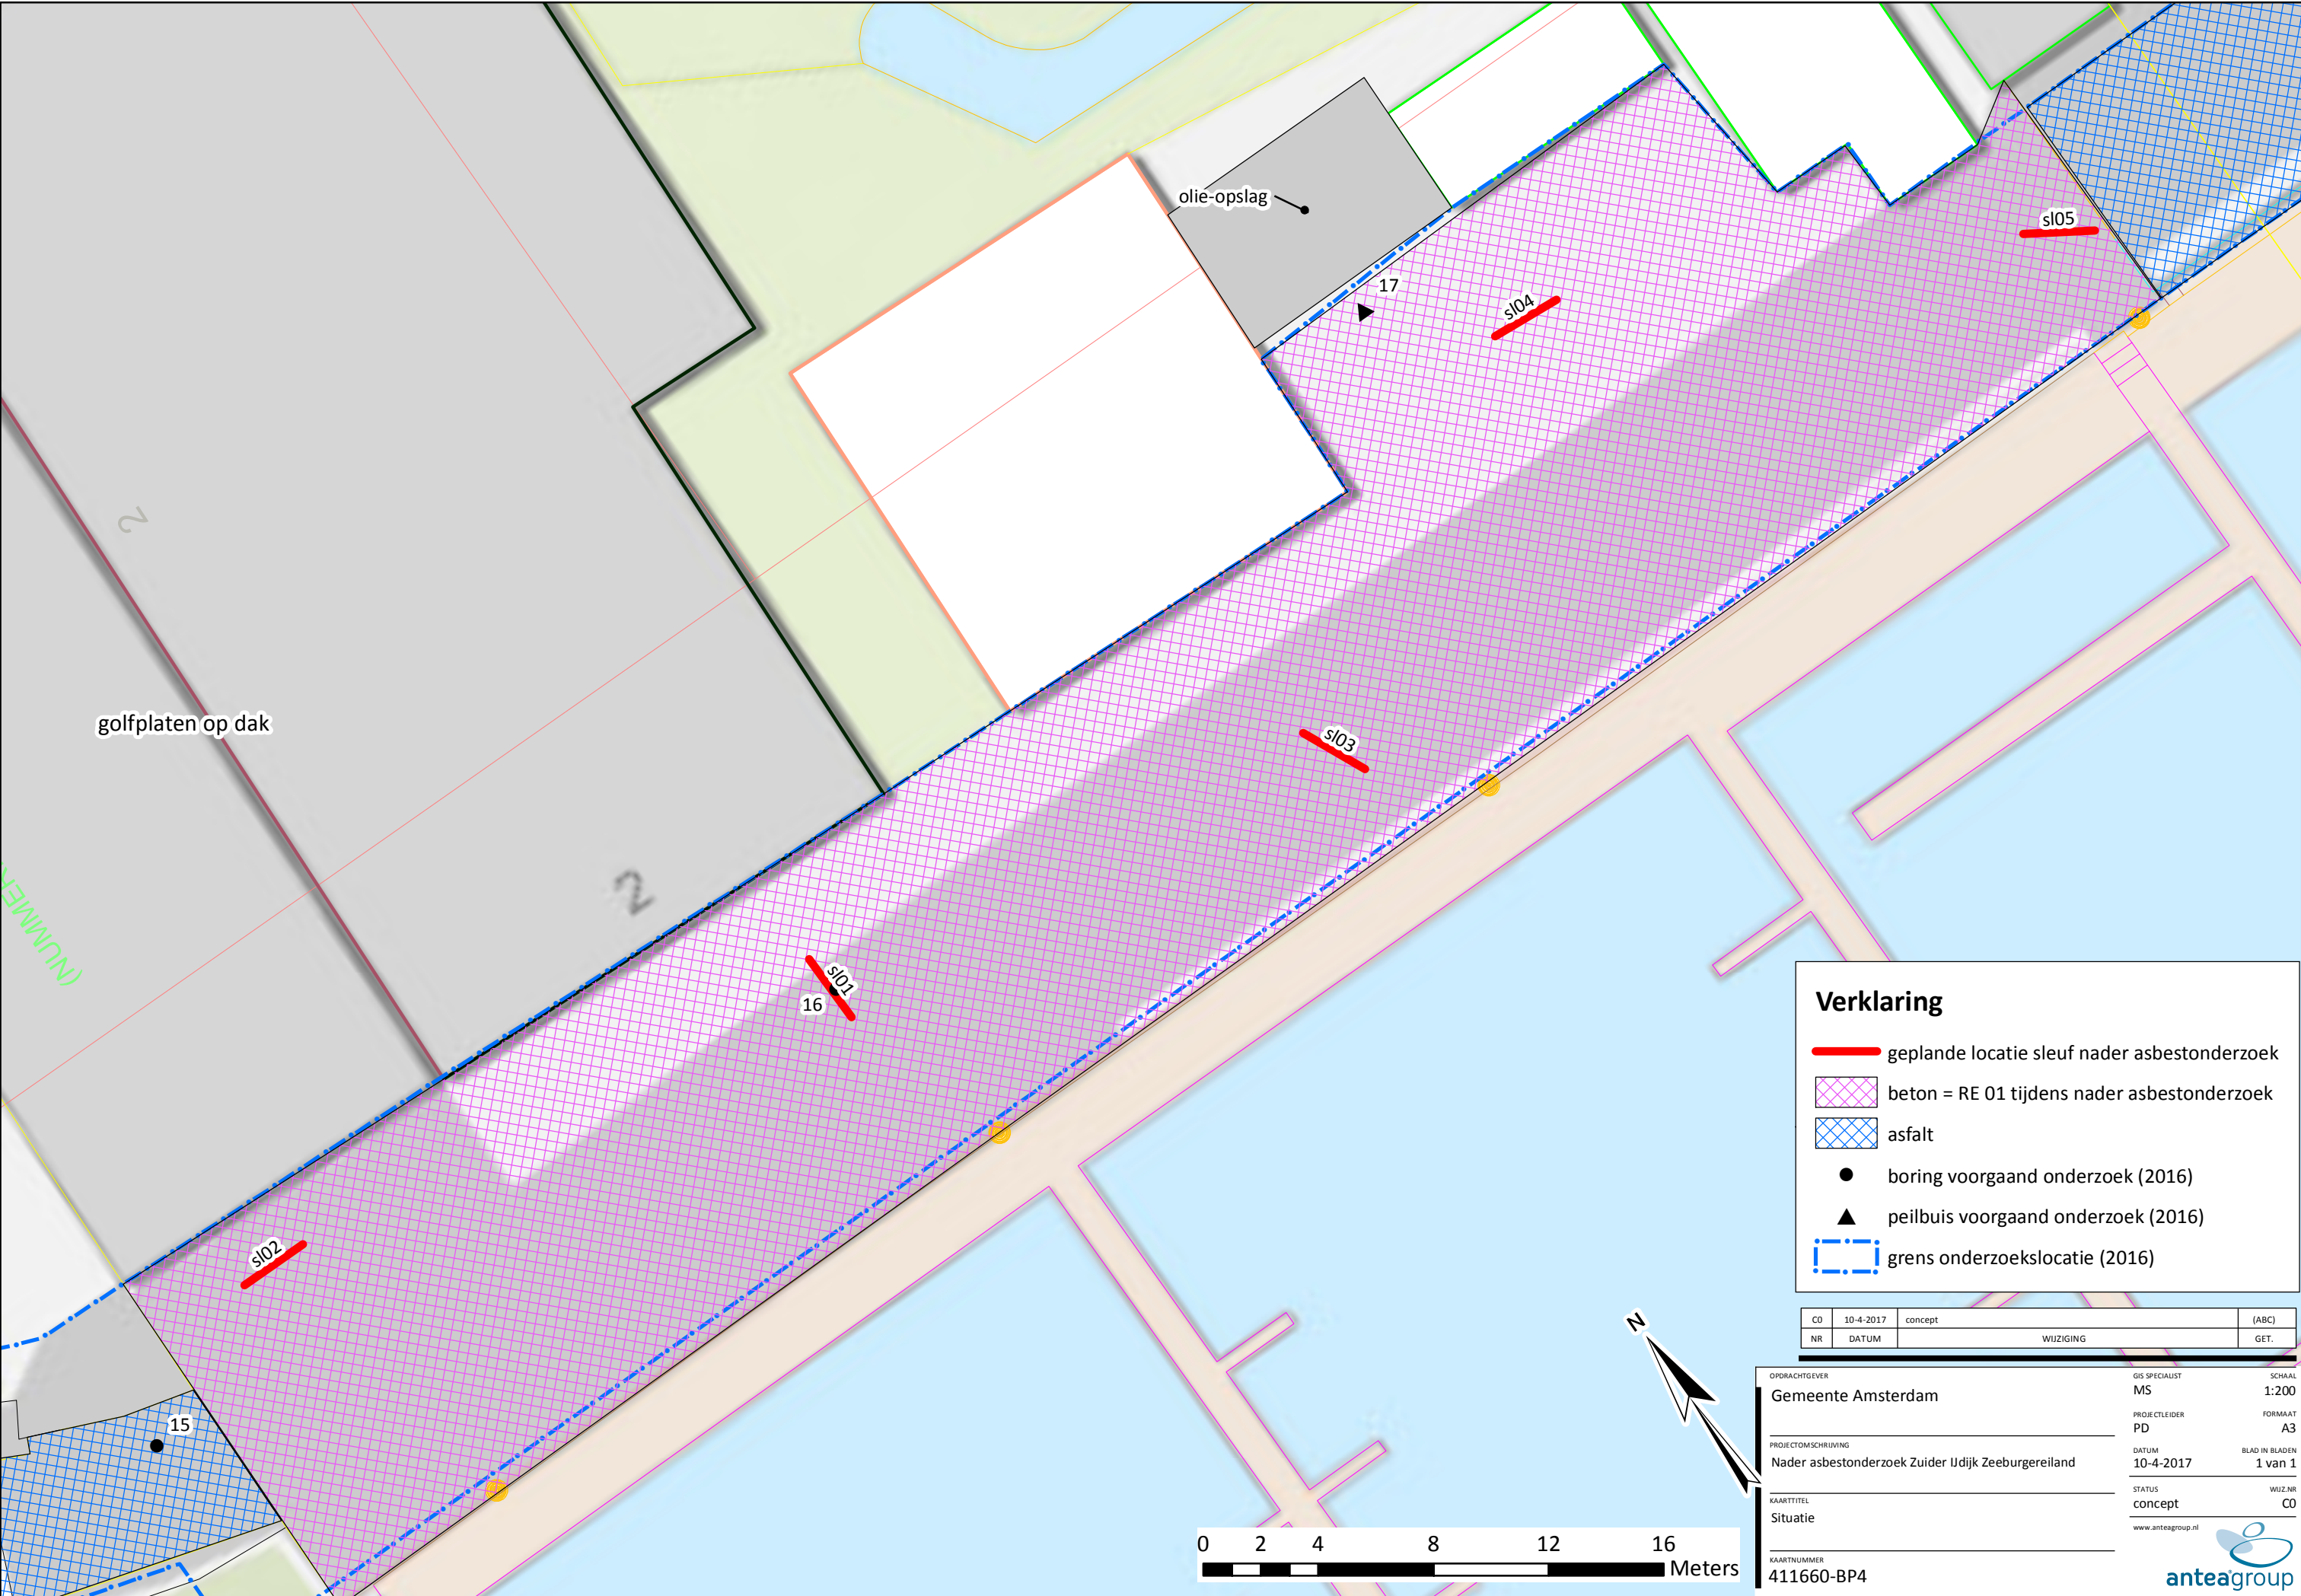 olie-opslag
17
sl04
sl05
2
golfplaten op dak
sl03
2
(NUMMER
sl01
16
sl02
15
Verklaring
geplande locatie sleuf nader asbestonderzoek
beton = RE 01 tijdens nader asbestonderzoek
asfalt
boring voorgaand onderzoek (2016)
peilbuis voorgaand onderzoek (2016)
grens onderzoekslocatie (2016)
C0 10-4-2017 concept (ABC)
NR DATUM WIJZIGING GET.
N
0 2 4 8 12 16
Meters
OPDRACHTGEVER
Gemeente Amsterdam
PROJECTOMSCHRIJVING
Nader asbestonderzoek Zuider IJdijk Zeeburgereiland
KAARTTITEL
Situatie
KAARTNUMMER
411660-BP4
GIS SPECIALIST SCHAAL
MS 1:200
PROJECTLEIDER FORMAAT
PD A3
DATUM BLAD IN BLADEN
10-4-2017 1 van 1
STATUS WIJZ.NR
concept C0
www.anteagroup.nl
anteagroup